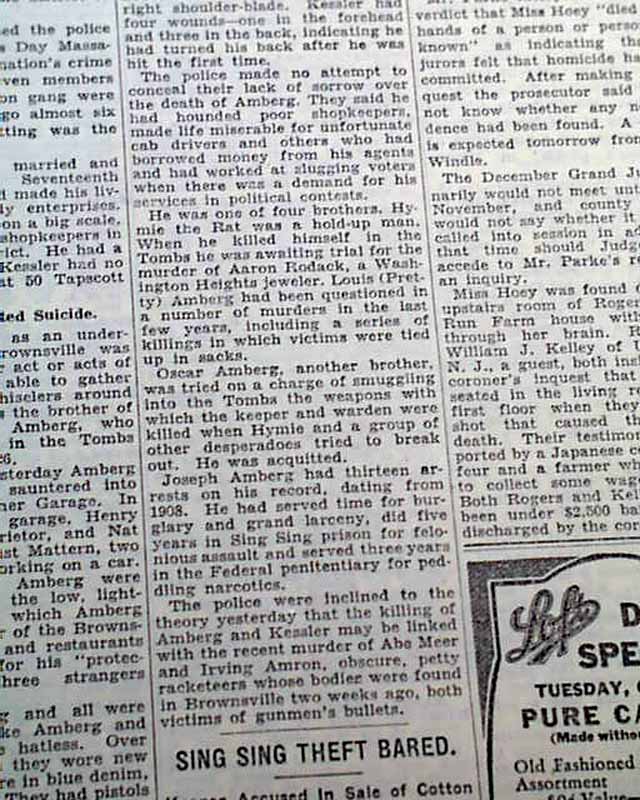 ed the police
s Day Massa-
nation's crime
ven members
on gang were
go almost six
tting was the
married and
Seventeenth
made his liv-
ly enterprises.
on a big scale,
shopkeepers in
rict. He had a
Kessler had no
at 50 Tapscott
ted Suicide.
as an under-
rownsville was
r act or acts of
able to gather
hiselers around
s the brother of
Amberg, who
in the Tombs
26.
sterday Amberg
sauntered into
ner Garage. In
garage, Henry
rietor, and Nat
st Mattern, two
orking on a car.
Amberg were
the low, light-
which Amberg
r of the Browns-
and restaurants
for his "protec-
hree strangers
g and all were
ke Amberg and
e hatless. Over
they wore new
re in blue denim,
They had pistols
right shoulder-blade. Kessler had
four wounds—one in the forehead
and three in the back, indicating he
had turned his back after he was
hit the first time.
The police made no attempt to
conceal their lack of sorrow over
the death of Amberg. They said he
had hounded poor shopkeepers,
made life miserable for unfortunate
cab drivers and others who had
borrowed money from his agents
and had worked at slugging voters
when there was a demand for his
services in political contests.
He was one of four brothers. Hy-
mie the Rat was a hold-up man.
When he killed himself in the
Tombs he was awaiting trial for the
murder of Aaron Rodack, a Wash-
ington Heights jeweler. Louis (Pret-
ty) Amberg had been questioned in
a number of murders in the last
few years, including a series of
killings in which victims were tied
up in sacks.
Oscar Amberg, another brother,
was tried on a charge of smuggling
into the Tombs the weapons with
which the keeper and warden were
killed when Hymie and a group of
other desperadoes tried to break
out. He was acquitted.
Joseph Amberg had thirteen ar-
rests on his record, dating from
1908. He had served time for bur-
glary and grand larceny, did five
years in Sing Sing prison for felo-
nious assault and served three years
in the Federal penitentiary for ped-
dling narcotics.
The police were inclined to the
theory yesterday that the killing of
Amberg and Kessler may be linked
with the recent murder of Abe Meer
and Irving Amron, obscure, petty
racketeers whose bodies were found
in Brownsville two weeks ago, both
victims of gunmen's bullets.
SING SING THEFT BARED.
Accused In Sale of Cotton
verdict that Miss Hoey "died
hands of a person or perso
known" as indicating th
jurors felt that homicide ha
committed. After making
quest the prosecutor said
not know whether any
dence had been found. A
is expected tomorrow from
Windle.
The December Grand Ju
narily would not meet unt
November, and county
would not say whether it
called into session in ad
that time should Judg
accede to Mr. Parke's re
an inquiry.
Miss Hoey was found d
upstairs room of Roger
Run Farm house with
through her brain. H
William J. Kelley of U
N. J., a guest, both insi
coroner's inquest that
seated in the living ro
first floor when they
shot that caused th
death. Their testimo
ported by a Japanese c
feur and a farmer wh
to collect some wag
Both Rogers and Kel
been under $2,500 bai
discharged by the cor
Loft
D
SPE
TUESDAY,
PURE CA
(Made witho
Old Fashioned
Assortment